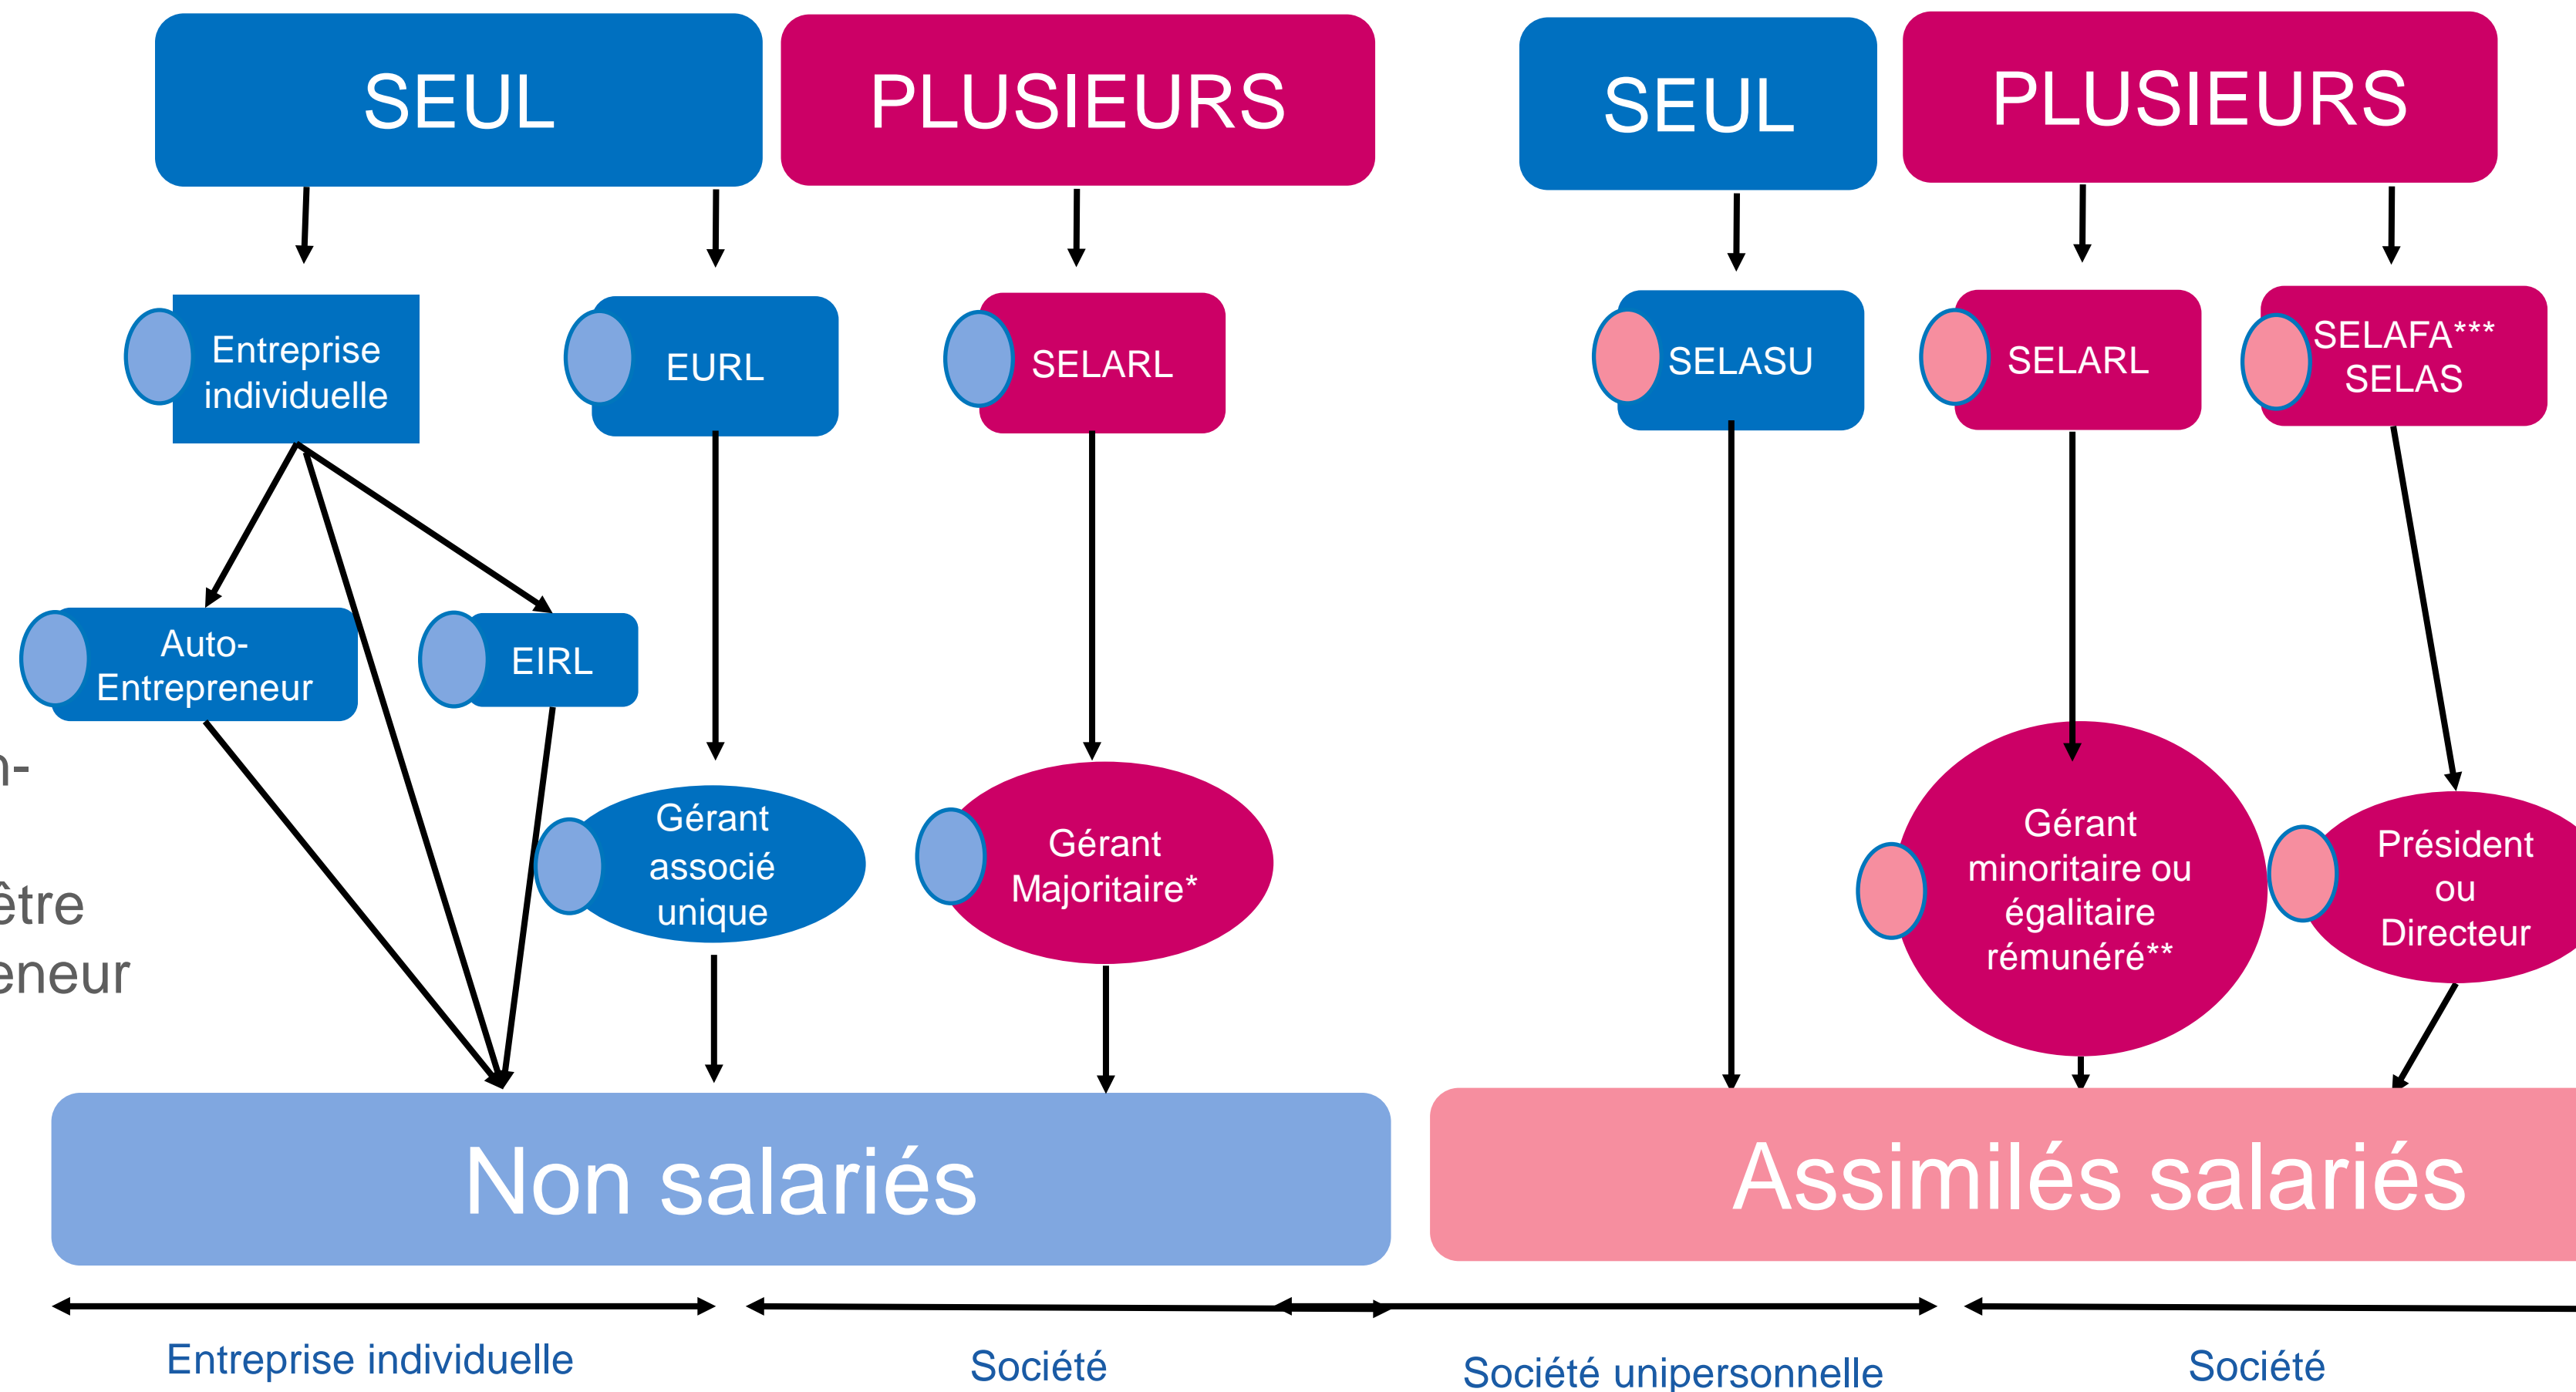 SEUL
PLUSIEURS
SEUL
PLUSIEURS
Entreprise
individuelle
EURL
SELARL
SELASU
SELARL
SELAFA***
SELAS
Auto-
Entrepreneur
EIRL
Gérant
associé
unique
Gérant
Majoritaire*
Gérant
minoritaire ou
égalitaire
rémunéré**
Président
ou
Directeur
être
Non salariés
Assimilés salariés
Entreprise individuelle
Société
Société unipersonnelle
Société